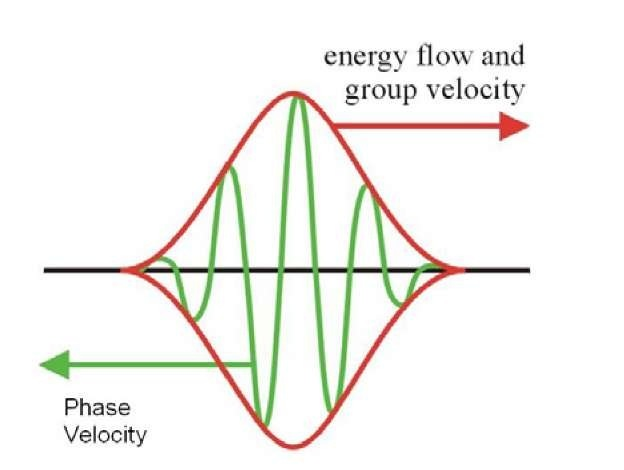 energy flow and
group velocity
Phase
Velocity